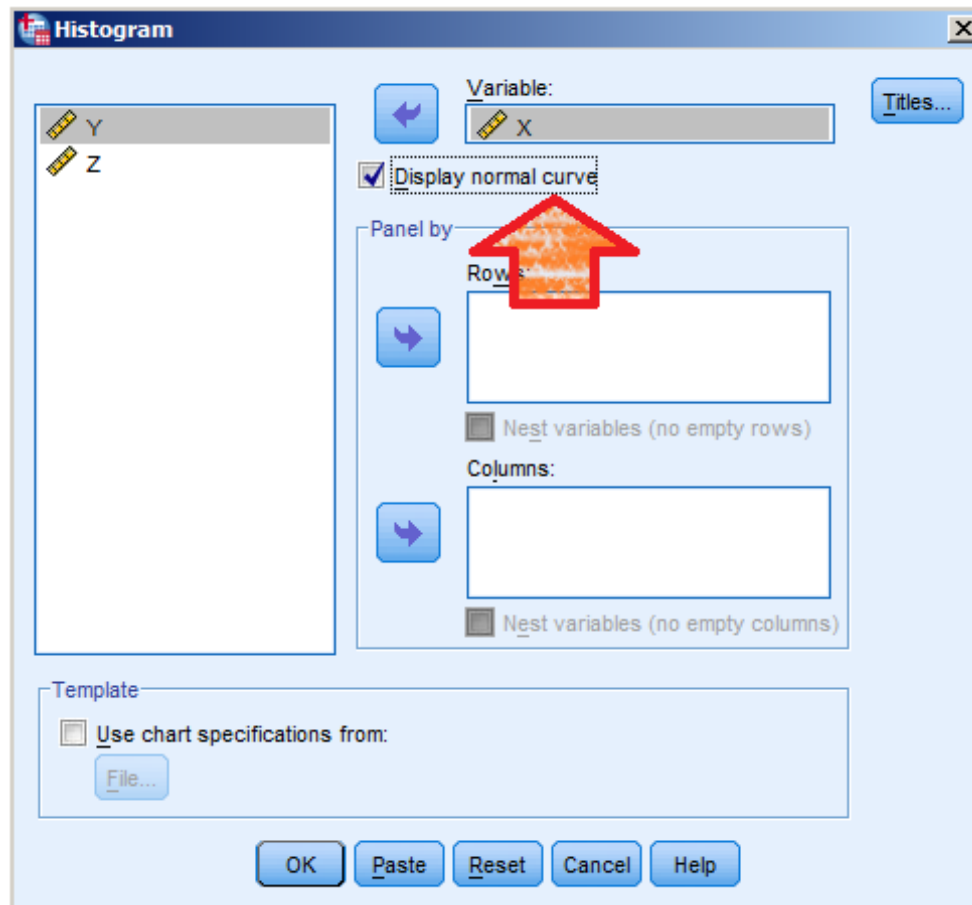 Histogram
Variable:
Titles...
Y
X
Z
Display normal curve
Panel by
Rows:
Nest variables (no empty rows)
Columns:
Nest variables (no empty columns)
Template
Use chart specifications from:
File...
OK
Paste
Reset
Cancel
Help